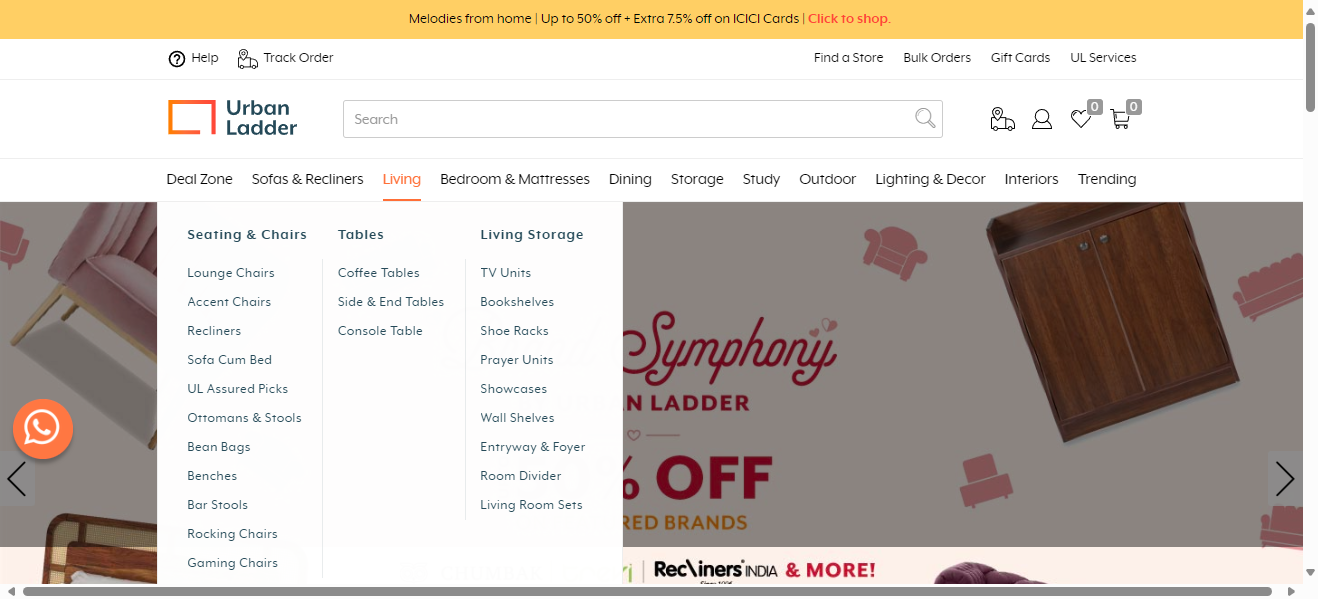 Melodies from home | Up to 50% off + Extra 7.5% off on ICICI Cards | Click to shop.
Help Track Order Find a Store Bulk Orders Gift Cards UL Services
Urban
Ladder
Search
0 0
Deal Zone Sofas & Recliners Living Bedroom & Mattresses Dining Storage Study Outdoor Lighting & Decor Interiors Trending
Seating & Chairs
Lounge Chairs
Accent Chairs
Recliners
Sofa Cum Bed
UL Assured Picks
Ottomans & Stools
Bean Bags
Benches
Bar Stools
Rocking Chairs
Gaming Chairs
Tables
Coffee Tables
Side & End Tables
Console Table
Living Storage
TV Units
Bookshelves
Shoe Racks
Prayer Units
Showcases
Wall Shelves
Entryway & Foyer
Room Divider
Living Room Sets
Symphony
N LADDER
% OFF
RED BRANDS
Recliners INDIA & MORE!